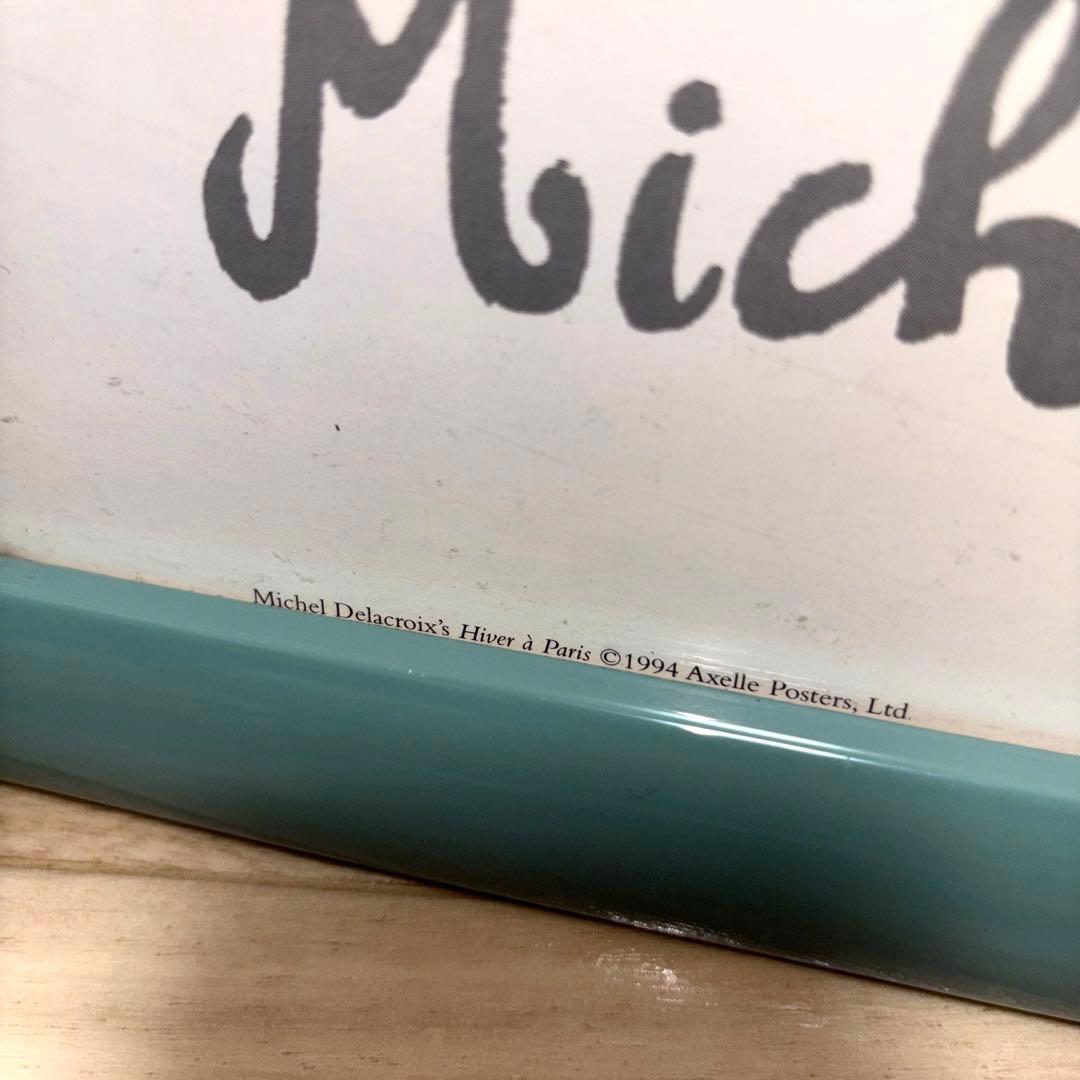 Mich
Michel Delacroix's Hiver à Paris ©1994 Axelle Posters, Ltd.